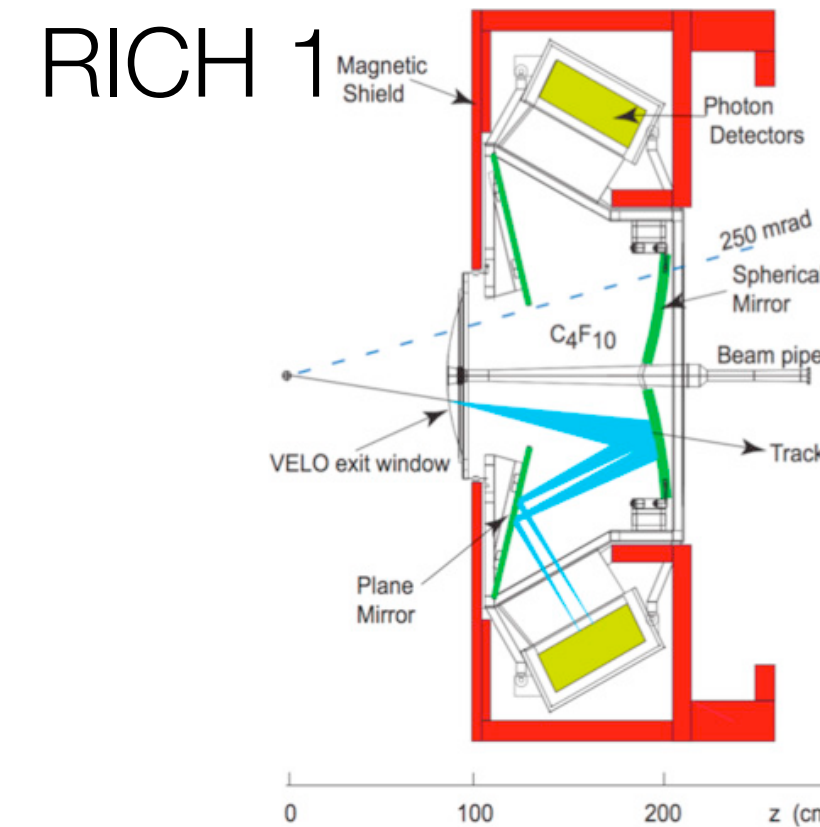 RICH 1
Magnetic
Shield
Photon
Detectors
250 mrad
Spherical
Mirror
C₄F₁₀
Beam pipe
VELO exit window
Track
Plane
Mirror
0 100 200 z (cm